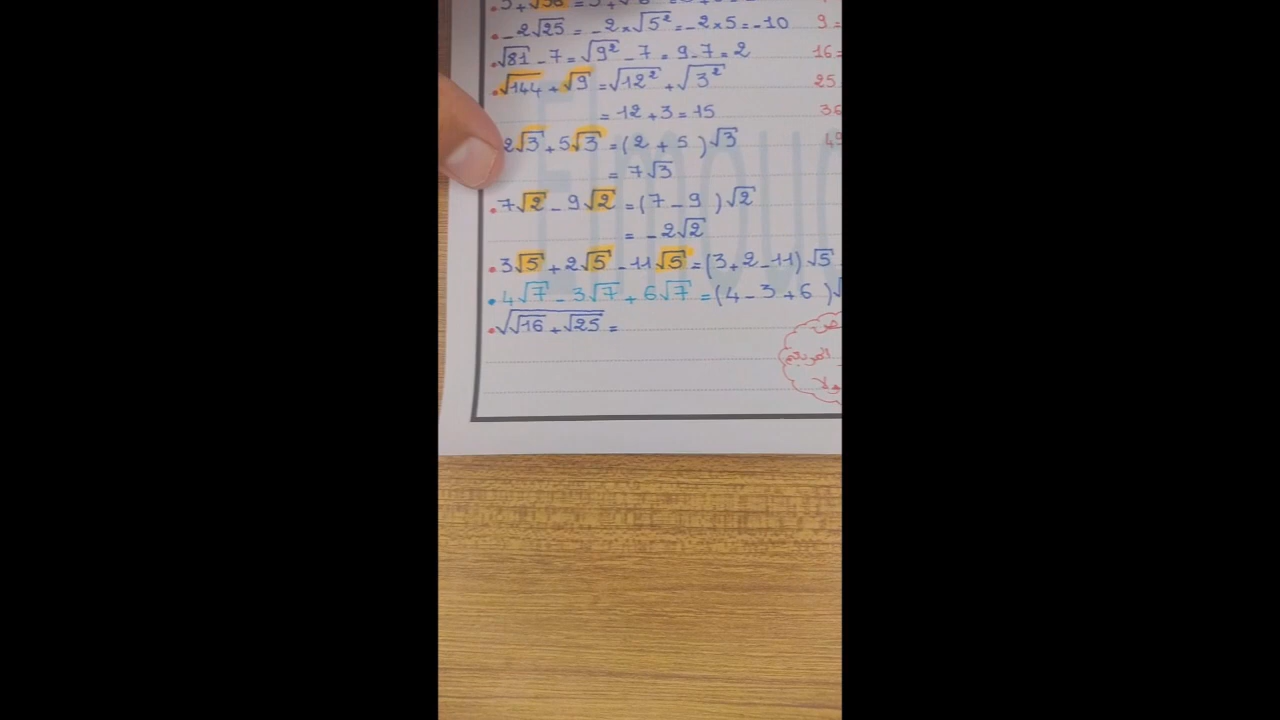 . -2√25 = -2×√5² = -2×5 = -10 9 =
. √81 - 7 = √9² - 7 = 9-7 = 2 16 =
. √144 + √9 = √12² + √3² 25
= 12 + 3 = 15 36
2√3 + 5√3 = (2 + 5)√3 49
= 7√3
. 7√2 - 9√2 = (7 - 9)√2
= -2√2
. 3√5 + 2√5 - 11√5 = (3+2-11)√5
. 4√7 - 3√7 + 6√7 = (4 - 3 + 6)√
. √(√16 + √25) =